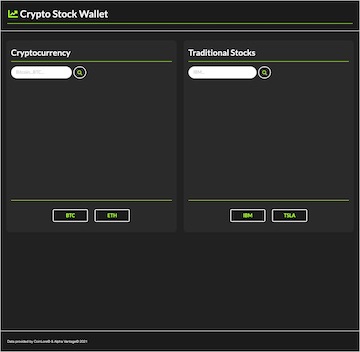 Crypto Stock Wallet
Cryptocurrency
Traditional Stocks
Bitcoin, BTC...
IBM...
BTC
ETH
IBM
TSLA
Data provided by CoinLore© & Alpha Vantage© 2021